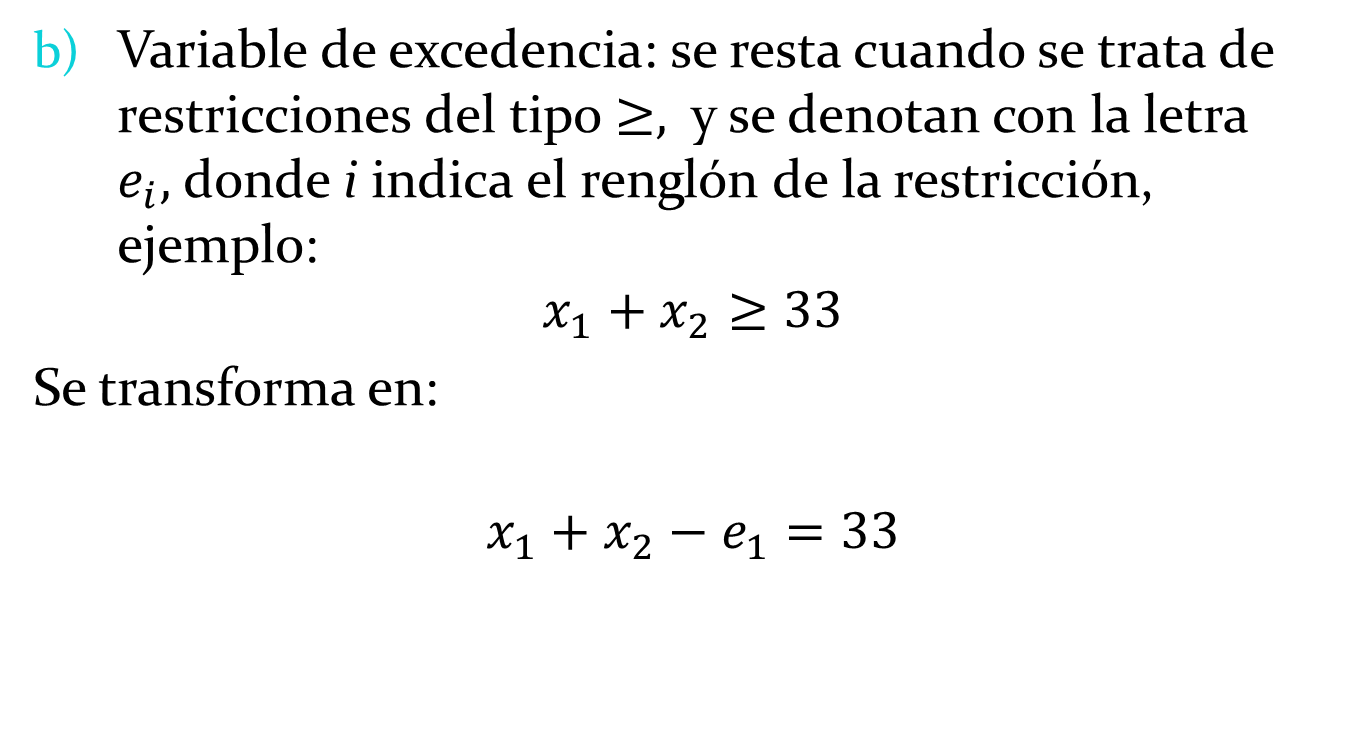 b) Variable de excedencia: se resta cuando se trata de
restricciones del tipo ≥, y se denotan con la letra
𝑒ᵢ, donde i indica el renglón de la restricción,
ejemplo:
𝑥₁ + 𝑥₂ ≥ 33
Se transforma en:
𝑥₁ + 𝑥₂ − 𝑒₁ = 33